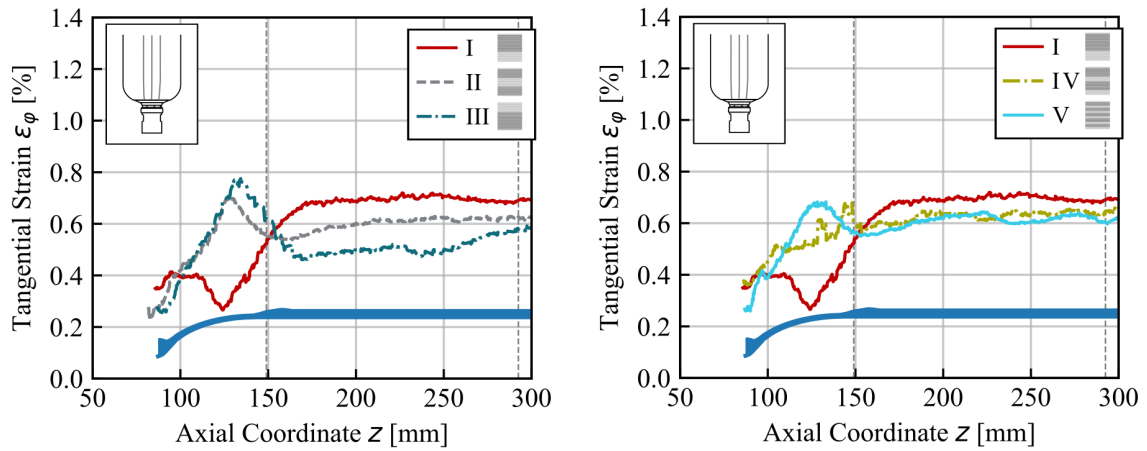 1.4
1.2
1.0
0.8
0.6
0.4
0.2
0.0
Tangential Strain εφ [%]
I
II
III
50 100 150 200 250 300
Axial Coordinate z [mm]
1.4
1.2
1.0
0.8
0.6
0.4
0.2
0.0
Tangential Strain εφ [%]
I
IV
V
50 100 150 200 250 300
Axial Coordinate z [mm]